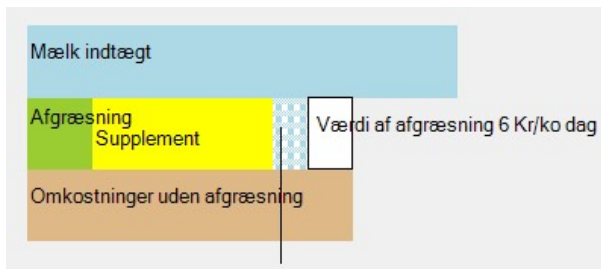 Mælk indtægt
Afgræsning
Supplement
Værdi af afgræsning 6 Kr/ko dag
Omkostninger uden afgræsning